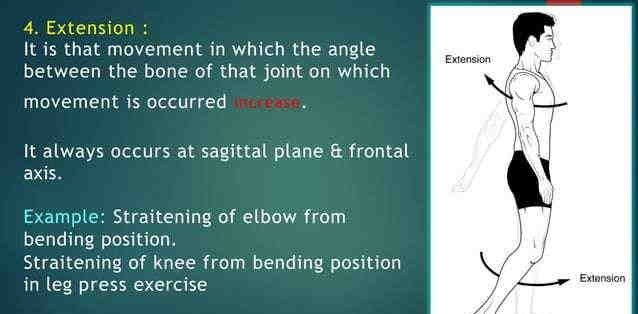 4. Extension :
It is that movement in which the angle
between the bone of that joint on which
movement is occurred increase.
It always occurs at sagittal plane & frontal
axis.
Example: Straitening of elbow from
bending position.
Straitening of knee from bending position
in leg press exercise
Extension
Extension